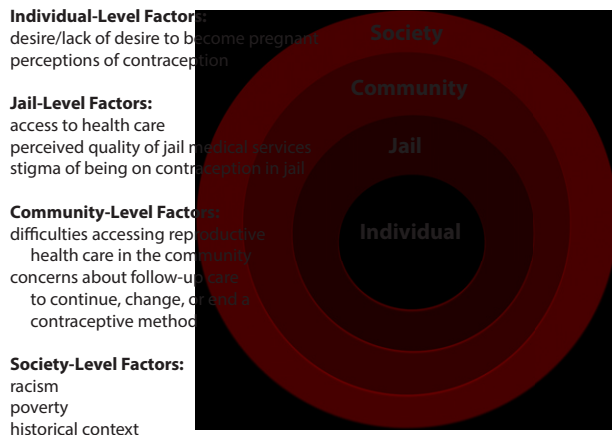 Individual-Level Factors:
desire/lack of desire to become pregnant
perceptions of contraception
Jail-Level Factors:
access to health care
perceived quality of jail medical services
stigma of being on contraception in jail
Community-Level Factors:
difficulties accessing reproductive
health care in the community
concerns about follow-up care
to continue, change, or end a
contraceptive method
Society-Level Factors:
racism
poverty
historical context
Society
Community
Jail
Individual